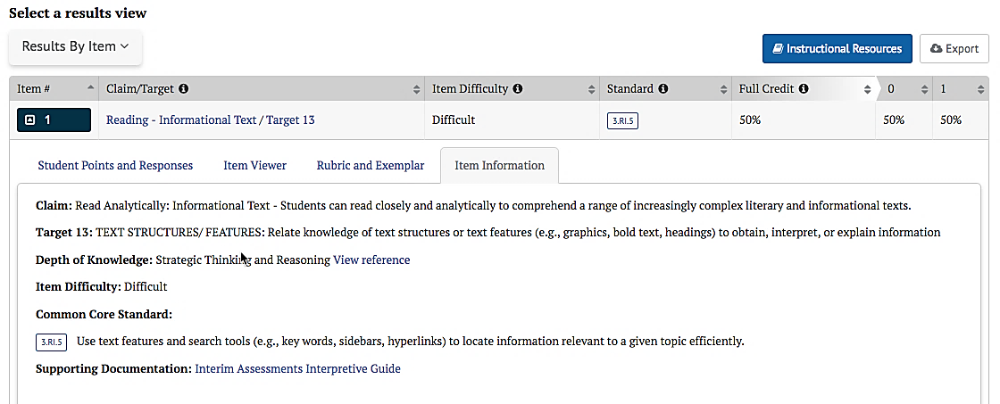 Select a results view
Results By Item
Instructional Resources
Export
Item # Claim/Target Item Difficulty Standard Full Credit 0 1
1 Reading - Informational Text / Target 13 Difficult 3.RI.5 50% 50% 50%
Student Points and Responses Item Viewer Rubric and Exemplar Item Information
Claim: Read Analytically: Informational Text - Students can read closely and analytically to comprehend a range of increasingly complex literary and informational texts.
Target 13: TEXT STRUCTURES/ FEATURES: Relate knowledge of text structures or text features (e.g., graphics, bold text, headings) to obtain, interpret, or explain information
Depth of Knowledge: Strategic Thinking and Reasoning View reference
Item Difficulty: Difficult
Common Core Standard:
3.RI.5 Use text features and search tools (e.g., key words, sidebars, hyperlinks) to locate information relevant to a given topic efficiently.
Supporting Documentation: Interim Assessments Interpretive Guide